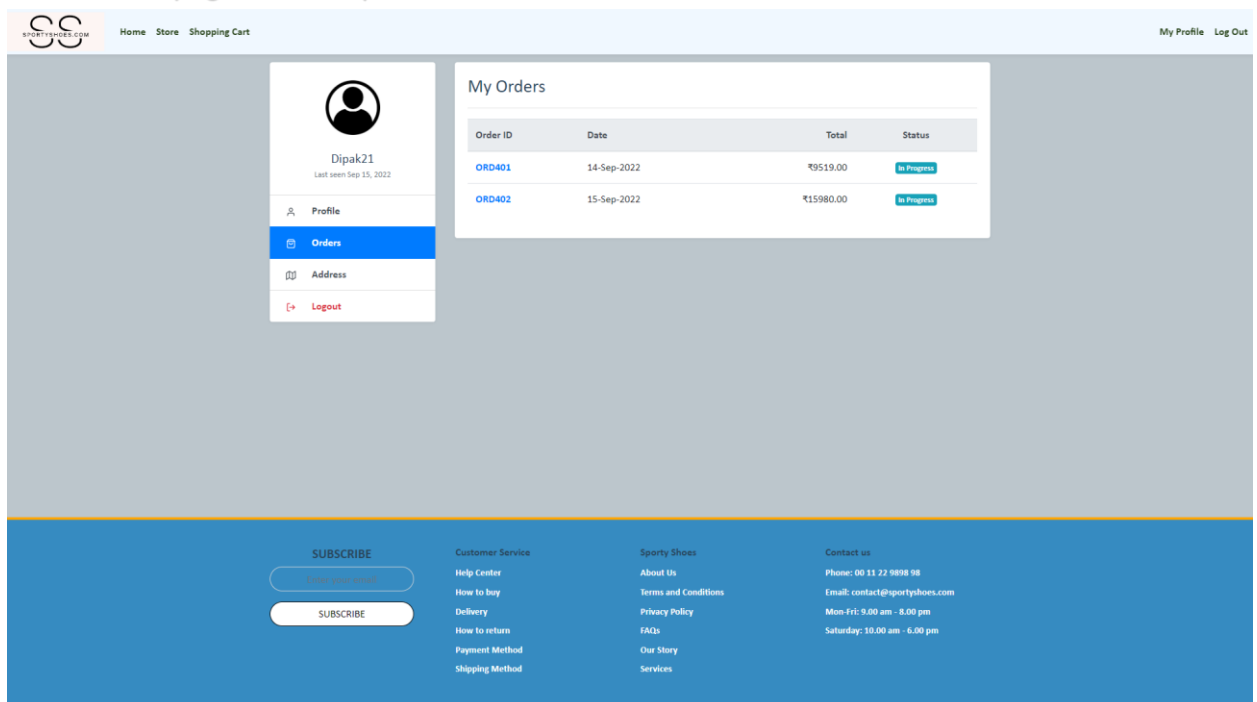 SPORTYSHOES.COM
Home Store Shopping Cart
My Profile Log Out
Dipak21
Last seen Sep 15, 2022
Profile
Orders
Address
Logout
My Orders
Order ID Date Total Status
ORD401 14-Sep-2022 ₹9519.00 In Progress
ORD402 15-Sep-2022 ₹15980.00 In Progress
SUBSCRIBE
Enter your email
SUBSCRIBE
Customer Service
Help Center
How to buy
Delivery
How to return
Payment Method
Shipping Method
Sporty Shoes
About Us
Terms and Conditions
Privacy Policy
FAQs
Our Story
Services
Contact us
Phone: 00 11 22 9898 98
Email: contact@sportyshoes.com
Mon-Fri: 9.00 am - 8.00 pm
Saturday: 10.00 am - 6.00 pm